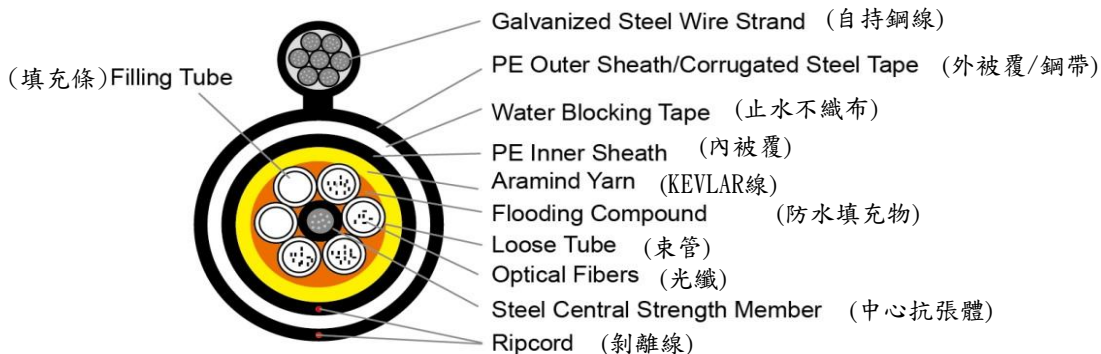 Galvanized Steel Wire Strand (自持鋼線)
PE Outer Sheath/Corrugated Steel Tape (外被覆/鋼帶)
(填充條)Filling Tube
Water Blocking Tape (止水不織布)
PE Inner Sheath (內被覆)
Aramind Yarn (KEVLAR線)
Flooding Compound (防水填充物)
Loose Tube (束管)
Optical Fibers (光纖)
Steel Central Strength Member (中心抗張體)
Ripcord (剝離線)